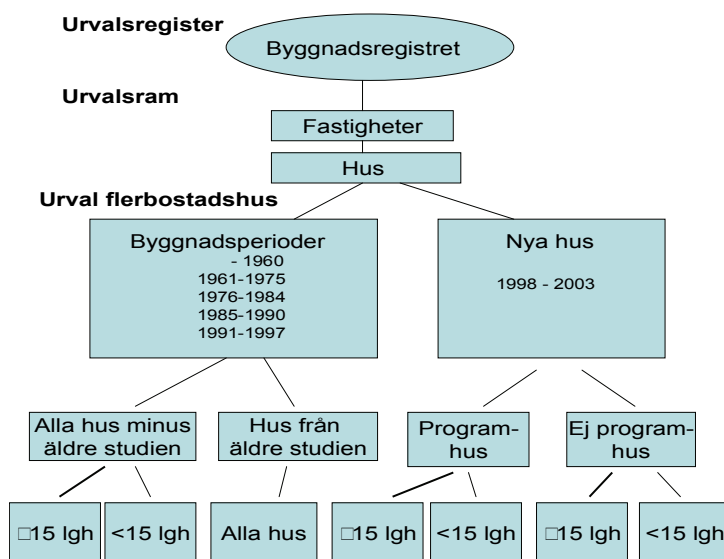 Urvalsregister
Byggnadsregistret
Urvalsram
Fastigheter
Hus
Urval flerbostadshus
Byggnadsperioder
- 1960
1961-1975
1976-1984
1985-1990
1991-1997
Nya hus
1998 - 2003
Alla hus minus
äldre studien
Hus från
äldre studien
Program-
hus
Ej program-
hus
□15 lgh
<15 lgh
Alla hus
□15 lgh
<15 lgh
□15 lgh
<15 lgh